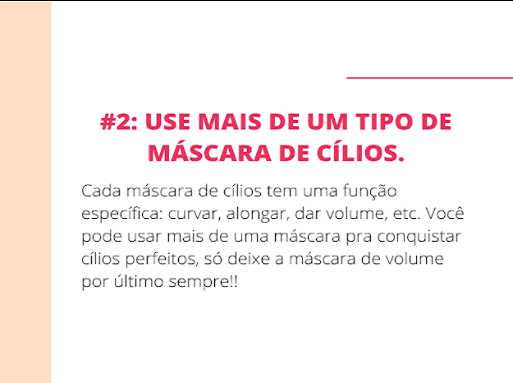 #2: USE MAIS DE UM TIPO DE
MÁSCARA DE CÍLIOS.
Cada máscara de cílios tem uma função
específica: curvar, alongar, dar volume, etc. Você
pode usar mais de uma máscara pra conquistar
cílios perfeitos, só deixe a máscara de volume
por último sempre!!